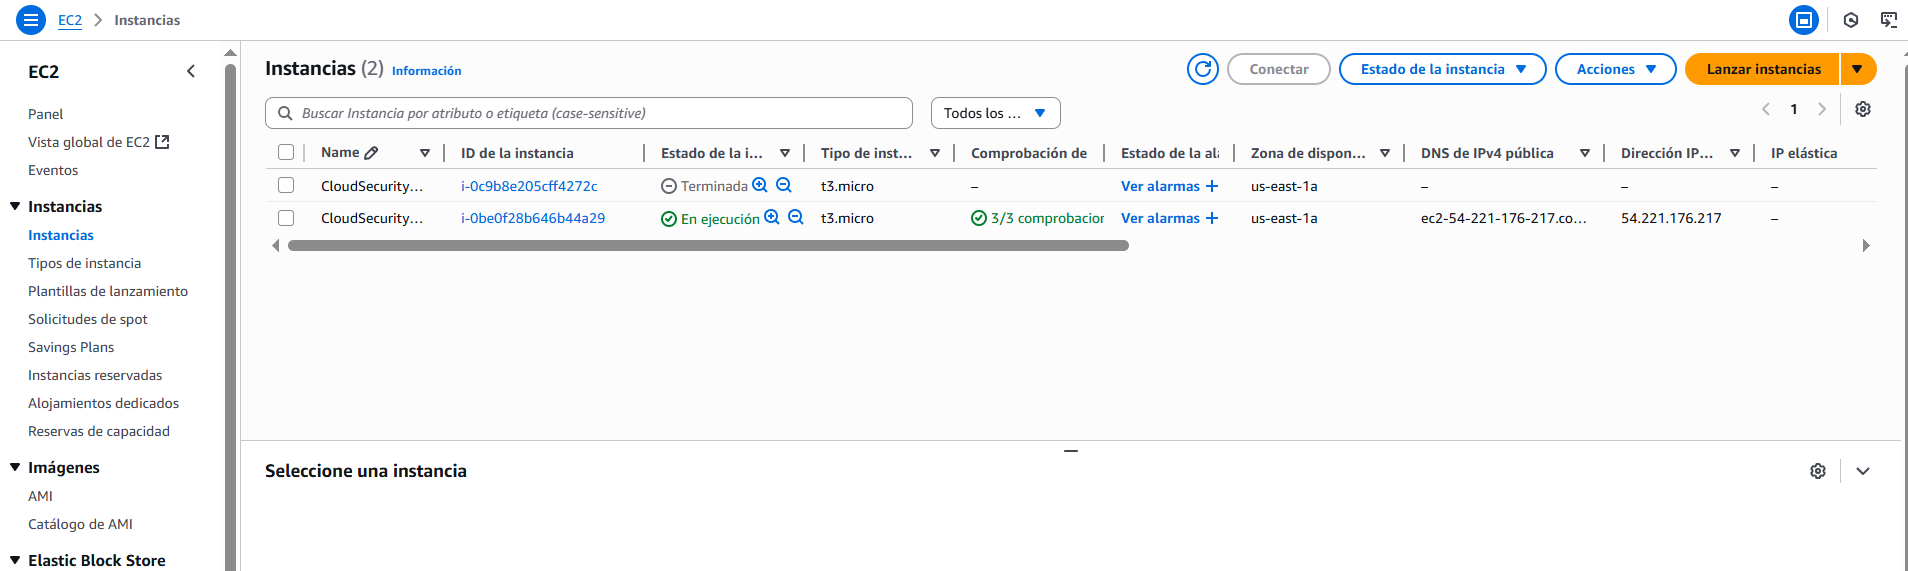 EC2 > Instancias
EC2
Panel
Vista global de EC2
Eventos
Instancias
Instancias
Tipos de instancia
Plantillas de lanzamiento
Solicitudes de spot
Savings Plans
Instancias reservadas
Alojamientos dedicados
Reservas de capacidad
Imágenes
AMI
Catálogo de AMI
Elastic Block Store
Instancias (2) Información
Conectar Estado de la instancia Acciones Lanzar instancias
Buscar Instancia por atributo o etiqueta (case-sensitive) Todos los ... 1
Name ID de la instancia Estado de la i... Tipo de inst... Comprobación de Estado de la ala Zona de dispon... DNS de IPv4 pública Dirección IP... IP elástica
CloudSecurity... i-0c9b8e205cff4272c Terminada t3.micro – Ver alarmas + us-east-1a – – –
CloudSecurity... i-0be0f28b646b44a29 En ejecución t3.micro 3/3 comprobacion Ver alarmas + us-east-1a ec2-54-221-176-217.co... 54.221.176.217 –
Seleccione una instancia